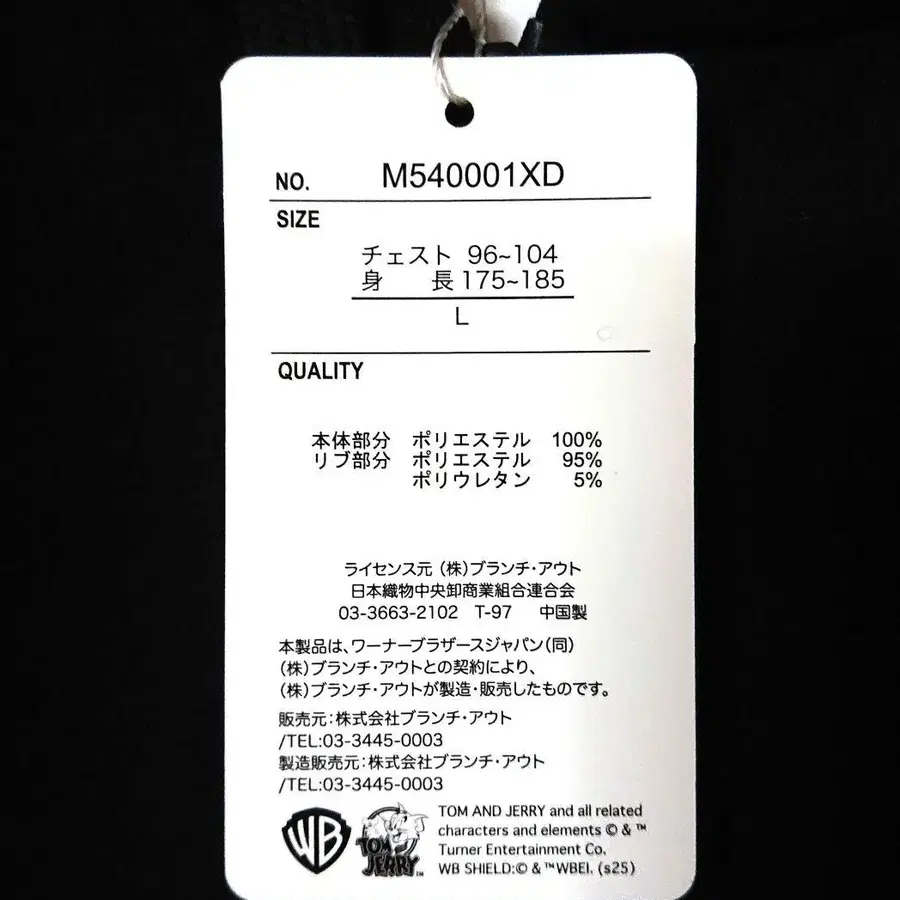 NO. M540001XD
SIZE
チェスト 96~104
身 長 175~185
L
QUALITY
本体部分 ポリエステル 100%
リブ部分 ポリエステル 95%
ポリウレタン 5%
ライセンス元 (株)ブランチ・アウト
日本織物中央卸商業組合連合会
03-3663-2102 T-97 中国製
本製品は、ワーナーブラザースジャパン(同)
(株)ブランチ・アウトとの契約により、
(株)ブランチ・アウトが製造・販売したものです。
販売元:株式会社ブランチ・アウト
/TEL:03-3445-0003
製造販売元:株式会社ブランチ・アウト
/TEL:03-3445-0003
WB
TOM AND JERRY™
TOM AND JERRY and all related
characters and elements © & ™
Turner Entertainment Co.
WB SHIELD:© & ™WBEI. (s25)